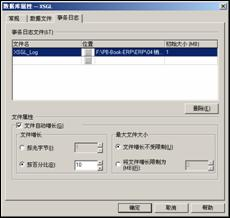 数据库属性 — XSGL
常规 数据文件 事务日志
事务日志文件(LT)
文件名 位置 初始大小 (MB)
XSGL_Log F:\PB-Book-ERP\ERP\04 销... 1
删除(E)
文件属性
文件自动增长(G)
文件增长 最大文件大小
按兆字节(I) 文件增长不受限制(U)
按百分比(E) 10 将文件增长限制为(MB)(R)
确定 取消 帮助